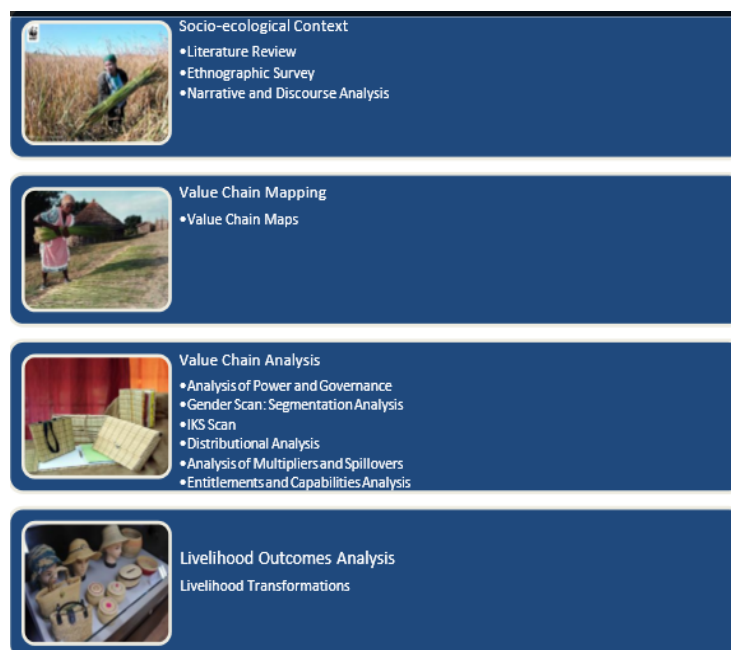 Socio-ecological Context
•Literature Review
•Ethnographic Survey
•Narrative and Discourse Analysis
Value Chain Mapping
•Value Chain Maps
Value Chain Analysis
•Analysis of Power and Governance
•Gender Scan: Segmentation Analysis
•IKS Scan
•Distributional Analysis
•Analysis of Multipliers and Spillovers
•Entitlements and Capabilities Analysis
Livelihood Outcomes Analysis
Livelihood Transformations